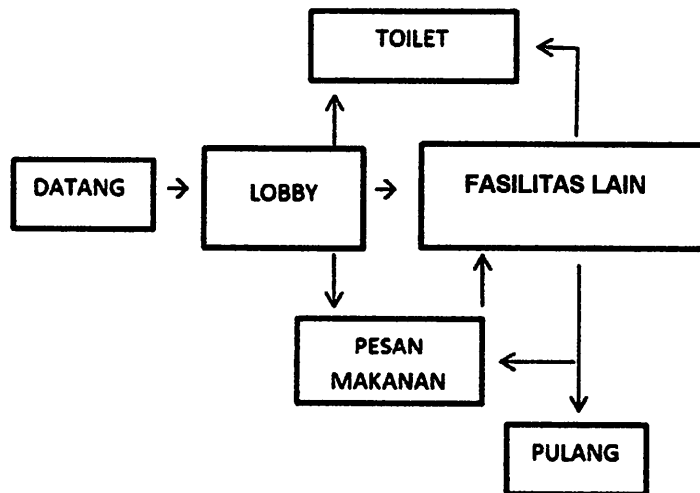 TOILET
DATANG
LOBBY
FASILITAS LAIN
PESAN
MAKANAN
PULANG